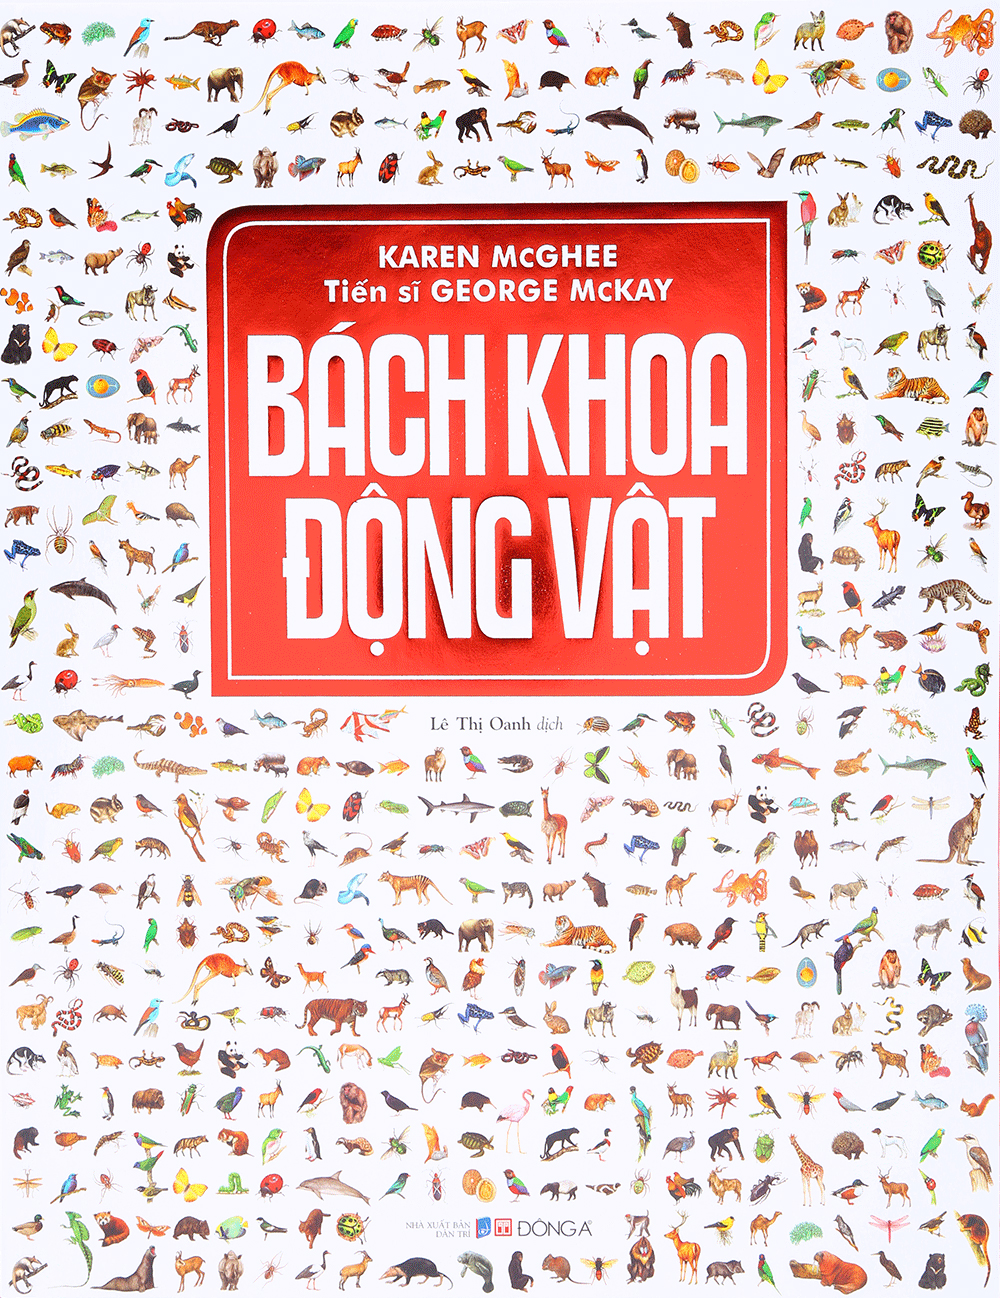 KAREN McGHEE
Tiến sĩ GEORGE McKAY
BÁCH KHOA
ĐỘNG VẬT
Lê Thị Oanh dịch
NHÀ XUẤT BẢN
DÂN TRÍ
ĐÔNG A